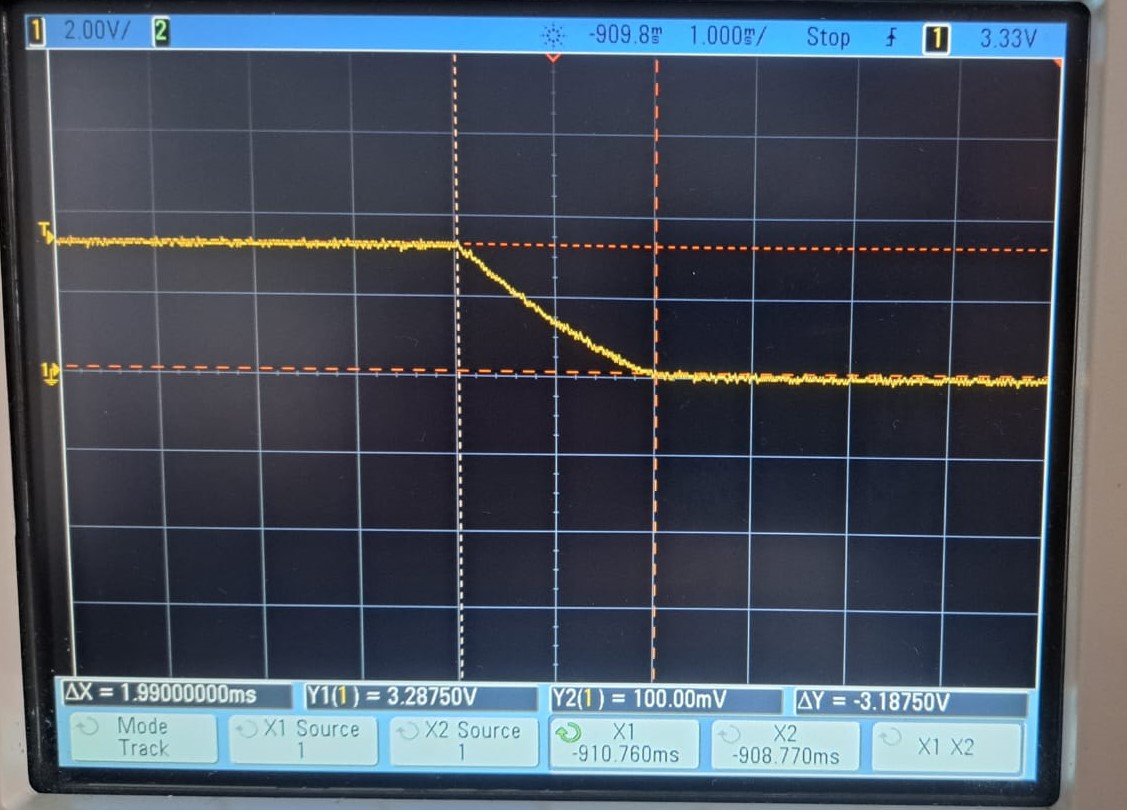 1 2.00V/ 2 -909.8ms 1.000ms/ Stop 1 3.33V
T
1
ΔX = 1.99000000ms Y1(1) = 3.28750V Y2(1) = 100.00mV ΔY = -3.18750V
Mode X1 Source X2 Source X1 X2 X1 X2
Track 1 1 -910.760ms -908.770ms